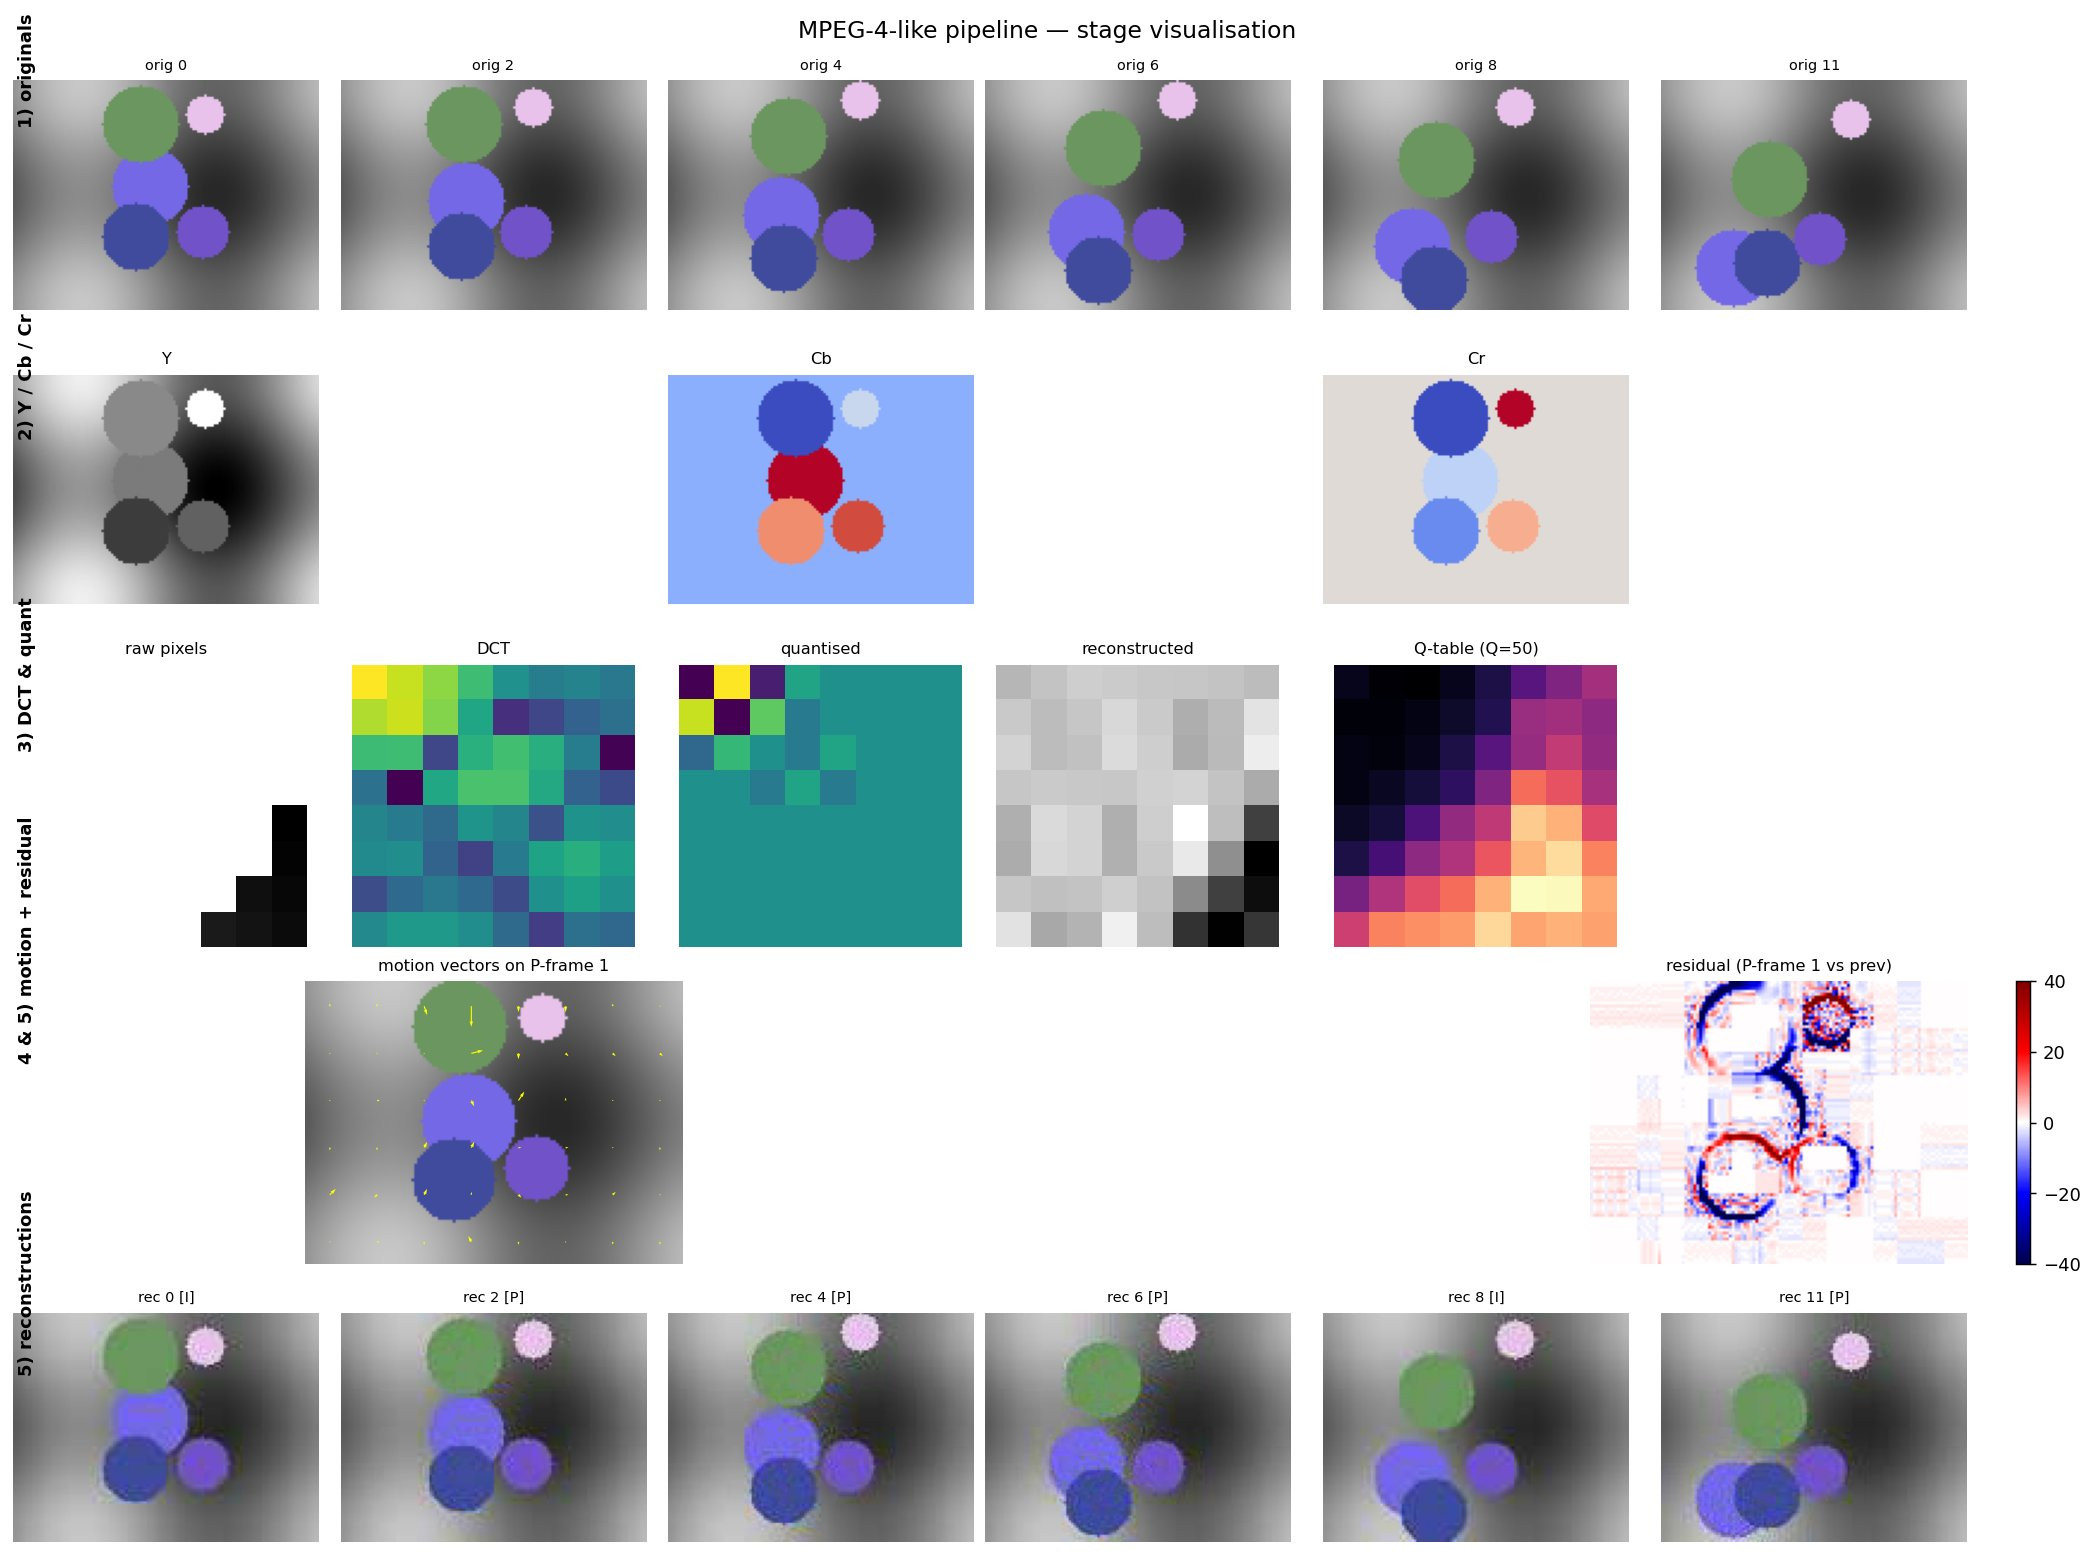 MPEG-4-like pipeline — stage visualisation
1) originals
orig 0
orig 2
orig 4
orig 6
orig 8
orig 11
2) Y / Cb / Cr
Y
Cb
Cr
3) DCT & quant
raw pixels
DCT
quantised
reconstructed
Q-table (Q=50)
4 & 5) motion + residual
motion vectors on P-frame 1
residual (P-frame 1 vs prev)
40
20
0
−20
−40
5) reconstructions
rec 0 [I]
rec 2 [P]
rec 4 [P]
rec 6 [P]
rec 8 [I]
rec 11 [P]